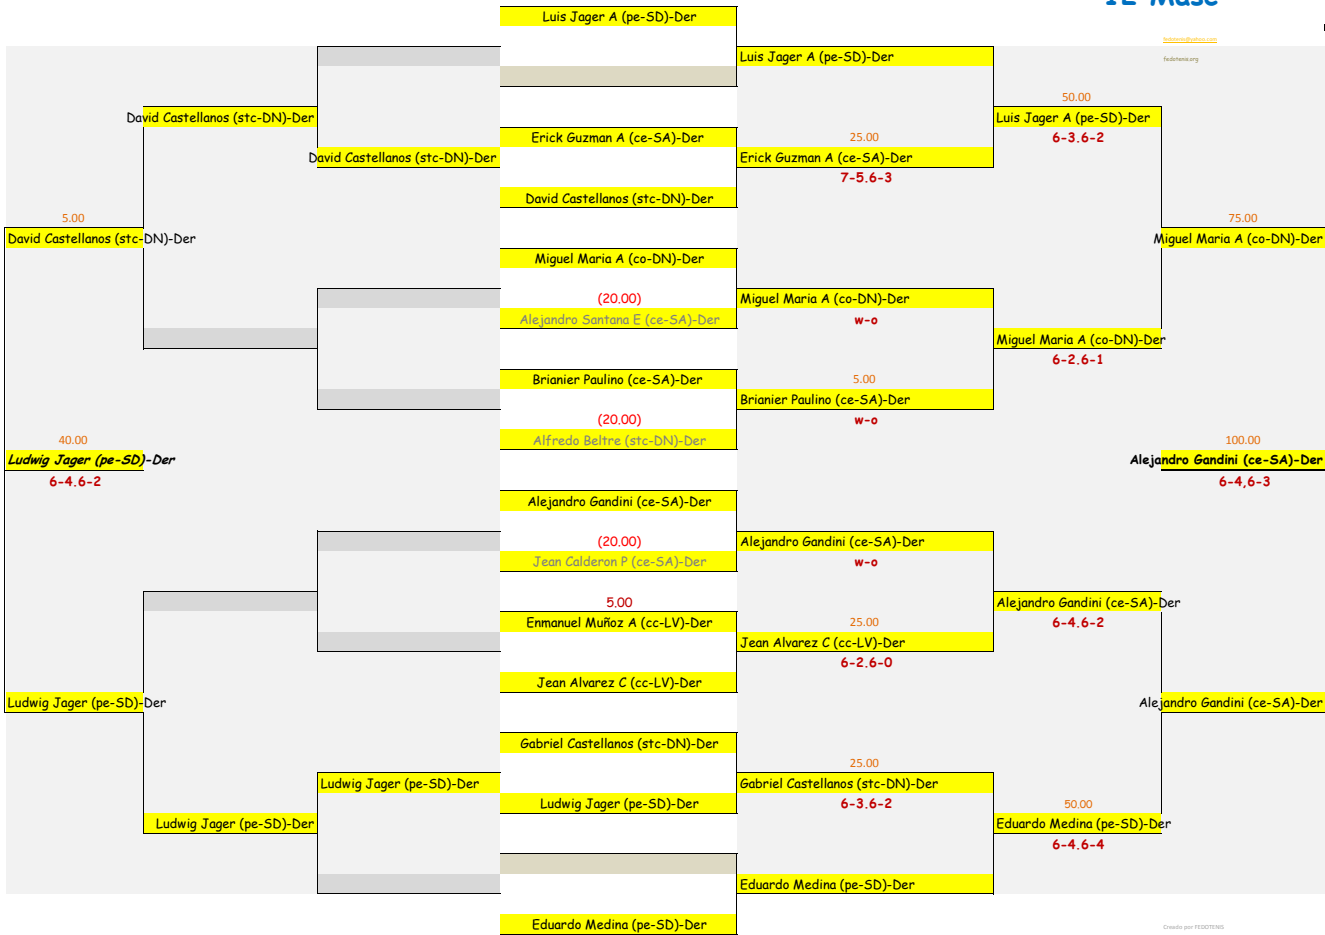 12 Masc
Luis Jager A (pe-SD)-Der
fedotenis@yahoo.com
Luis Jager A (pe-SD)-Der
fedotenis.org
50.00
David Castellanos (stc-DN)-Der
Luis Jager A (pe-SD)-Der
Erick Guzman A (ce-SA)-Der
25.00
6-3.6-2
David Castellanos (stc-DN)-Der
Erick Guzman A (ce-SA)-Der
7-5.6-3
David Castellanos (stc-DN)-Der
5.00
75.00
David Castellanos (stc-DN)-Der
Miguel Maria A (co-DN)-Der
Miguel Maria A (co-DN)-Der
(20.00)
Miguel Maria A (co-DN)-Der
Alejandro Santana E (ce-SA)-Der
w-o
Miguel Maria A (co-DN)-Der
6-2.6-1
Brianier Paulino (ce-SA)-Der
5.00
Brianier Paulino (ce-SA)-Der
(20.00)
w-o
40.00
Alfredo Beltre (stc-DN)-Der
100.00
Ludwig Jager (pe-SD)-Der
Alejandro Gandini (ce-SA)-Der
6-4.6-2
6-4,6-3
Alejandro Gandini (ce-SA)-Der
(20.00)
Alejandro Gandini (ce-SA)-Der
Jean Calderon P (ce-SA)-Der
w-o
5.00
Alejandro Gandini (ce-SA)-Der
Enmanuel Muñoz A (cc-LV)-Der
25.00
6-4.6-2
Jean Alvarez C (cc-LV)-Der
6-2.6-0
Jean Alvarez C (cc-LV)-Der
Ludwig Jager (pe-SD)-Der
Alejandro Gandini (ce-SA)-Der
Gabriel Castellanos (stc-DN)-Der
25.00
Ludwig Jager (pe-SD)-Der
Gabriel Castellanos (stc-DN)-Der
Ludwig Jager (pe-SD)-Der
6-3.6-2
50.00
Ludwig Jager (pe-SD)-Der
Eduardo Medina (pe-SD)-Der
6-4.6-4
Eduardo Medina (pe-SD)-Der
Eduardo Medina (pe-SD)-Der
Creado por FEDOTENIS